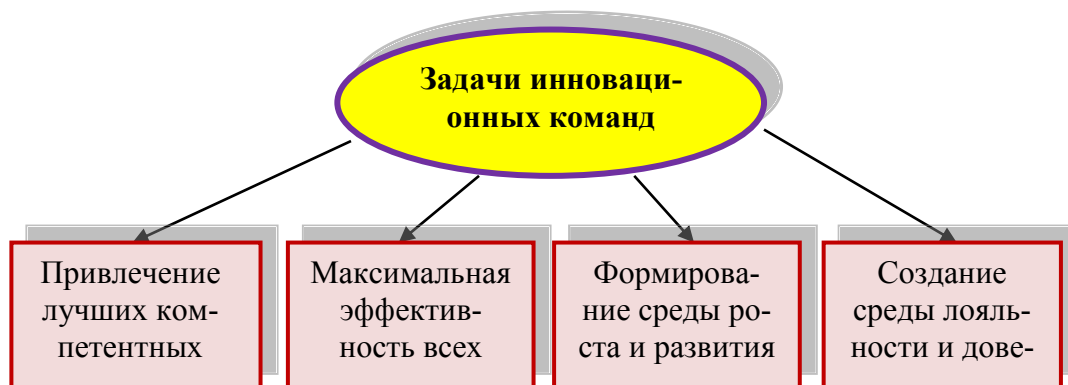 Задачи инноваци-
онных команд
Привлечение
лучших ком-
петентных
Максимальная
эффектив-
ность всех
Формирова-
ние среды ро-
ста и развития
Создание
среды лояль-
ности и дове-